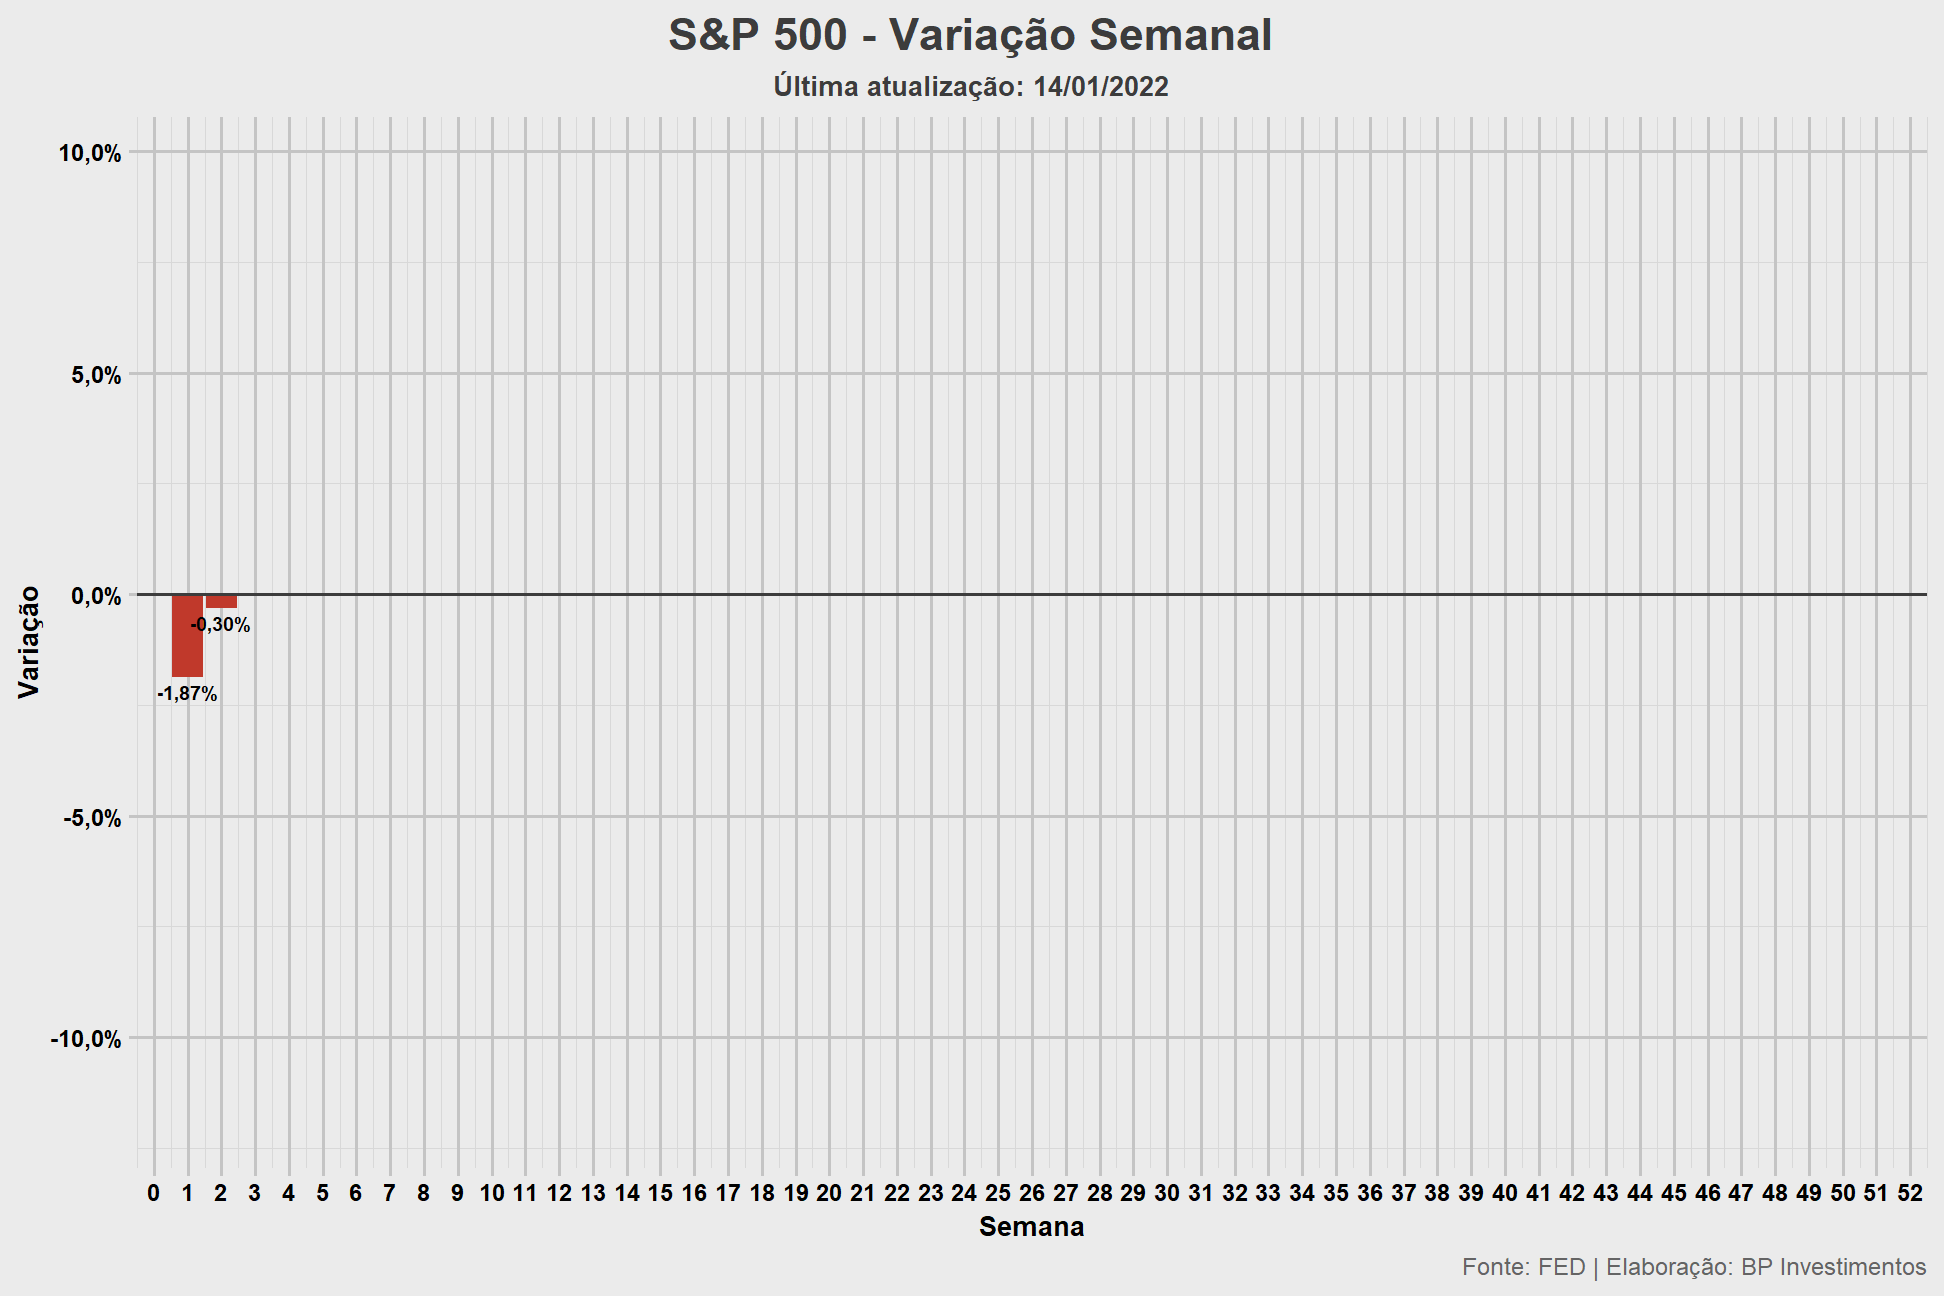 S&P 500 - Variação Semanal
Última atualização: 14/01/2022
10,0%
5,0%
0,0%
-5,0%
-10,0%
Variação
-0,30%
-1,87%
0 1 2 3 4 5 6 7 8 9 10 11 12 13 14 15 16 17 18 19 20 21 22 23 24 25 26 27 28 29 30 31 32 33 34 35 36 37 38 39 40 41 42 43 44 45 46 47 48 49 50 51 52
Semana
Fonte: FED | Elaboração: BP Investimentos